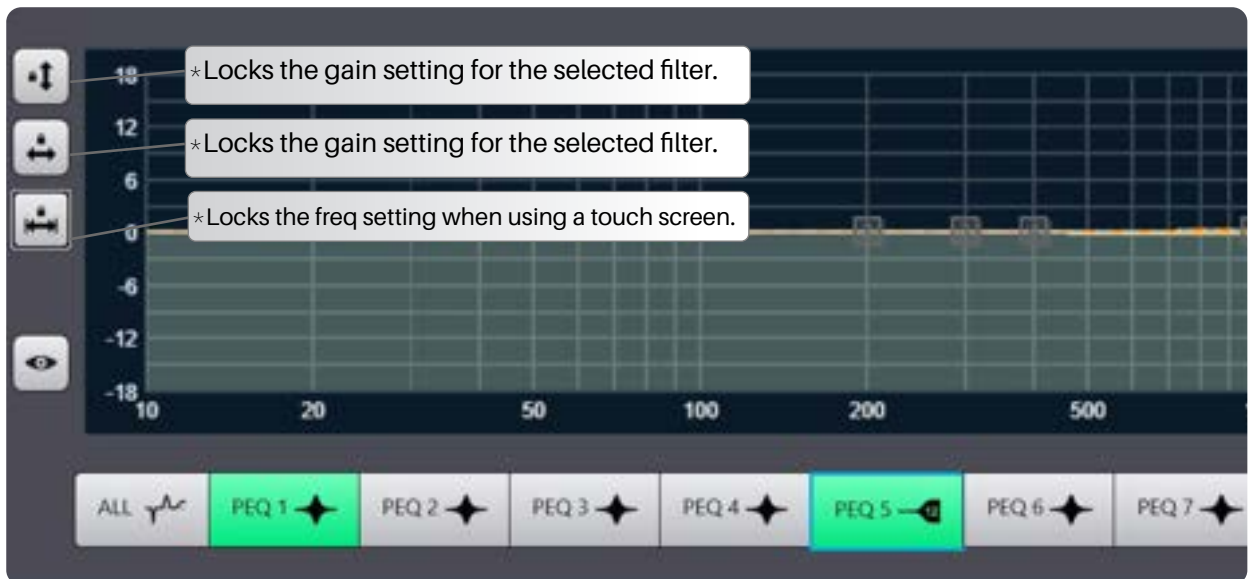 18
*Locks the gain setting for the selected filter.
12
*Locks the gain setting for the selected filter.
6
*Locks the freq setting when using a touch screen.
0
-6
-12
-18
10 20 50 100 200 500
ALL PEQ 1 PEQ 2 PEQ 3 PEQ 4 PEQ 5 PEQ 6 PEQ 7